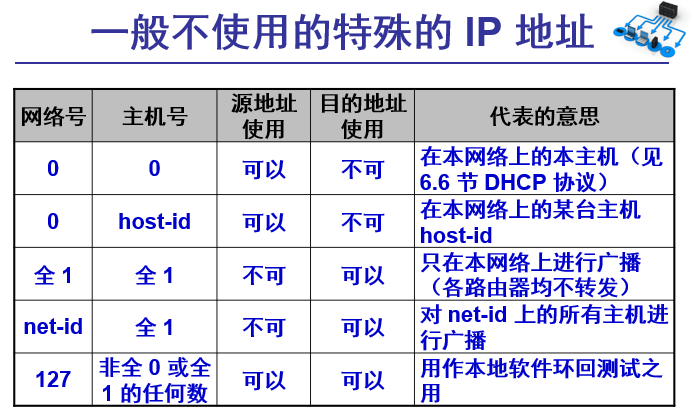 一般不使用的特殊的 IP 地址
网络号 主机号 源地址使用 目的地址使用 代表的意思
0 0 可以 不可 在本网络上的本主机（见 6.6 节 DHCP 协议）
0 host-id 可以 不可 在本网络上的某台主机 host-id
全 1 全 1 不可 可以 只在本网络上进行广播（各路由器均不转发）
net-id 全 1 不可 可以 对 net-id 上的所有主机进行广播
127 非全 0 或全 1 的任何数 可以 可以 用作本地软件环回测试之用